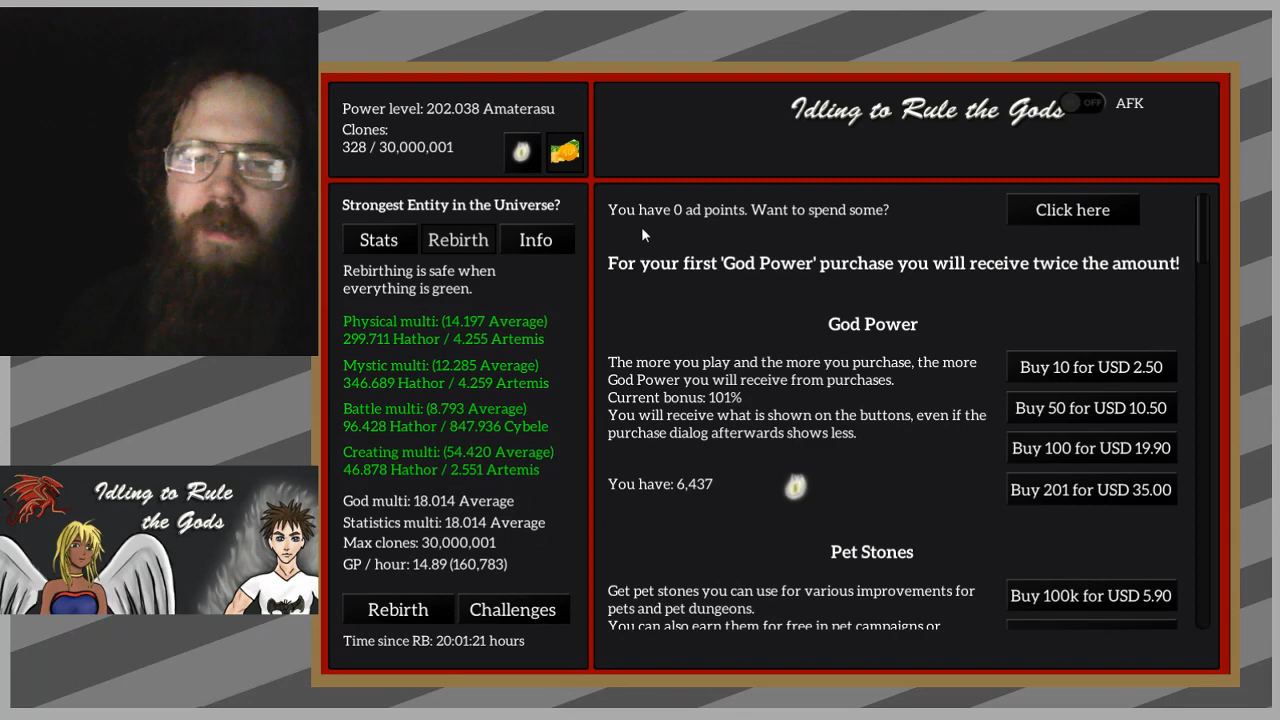 Power level: 202.038 Amaterasu
Clones:
328 / 30,000,001
Idling to Rule the Gods
OFF
AFK
Strongest Entity in the Universe?
Stats
Rebirth
Info
Rebirthing is safe when
everything is green.
Physical multi: (14.197 Average)
299.711 Hathor / 4.255 Artemis
Mystic multi: (12.285 Average)
346.689 Hathor / 4.259 Artemis
Battle multi: (8.793 Average)
96.428 Hathor / 847.936 Cybele
Creating multi: (54.420 Average)
46.878 Hathor / 2.551 Artemis
God multi: 18.014 Average
Statistics multi: 18.014 Average
Max clones: 30,000,001
GP / hour: 14.89 (160,783)
Rebirth
Challenges
Time since RB: 20:01:21 hours
You have 0 ad points. Want to spend some?
Click here
For your first 'God Power' purchase you will receive twice the amount!
God Power
The more you play and the more you purchase, the more
God Power you will receive from purchases.
Current bonus: 101%
You will receive what is shown on the buttons, even if the
purchase dialog afterwards shows less.
Buy 10 for USD 2.50
Buy 50 for USD 10.50
Buy 100 for USD 19.90
Buy 201 for USD 35.00
You have: 6,437
Pet Stones
Get pet stones you can use for various improvements for
pets and pet dungeons.
You can also earn them for free in pet campaigns or
Buy 100k for USD 5.90
Idling to Rule
the Gods